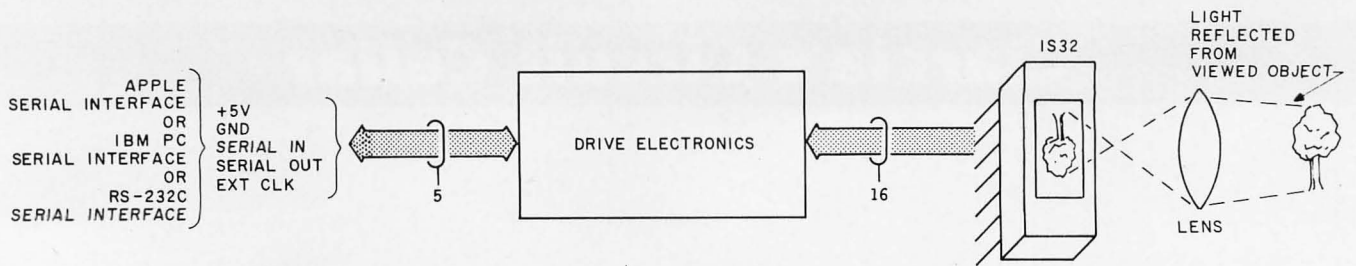 APPLE
SERIAL INTERFACE
OR
IBM PC
SERIAL INTERFACE
OR
RS-232C
SERIAL INTERFACE
+5V
GND
SERIAL IN
SERIAL OUT
EXT CLK
5
DRIVE ELECTRONICS
16
IS32
LENS
LIGHT
REFLECTED
FROM
VIEWED OBJECT